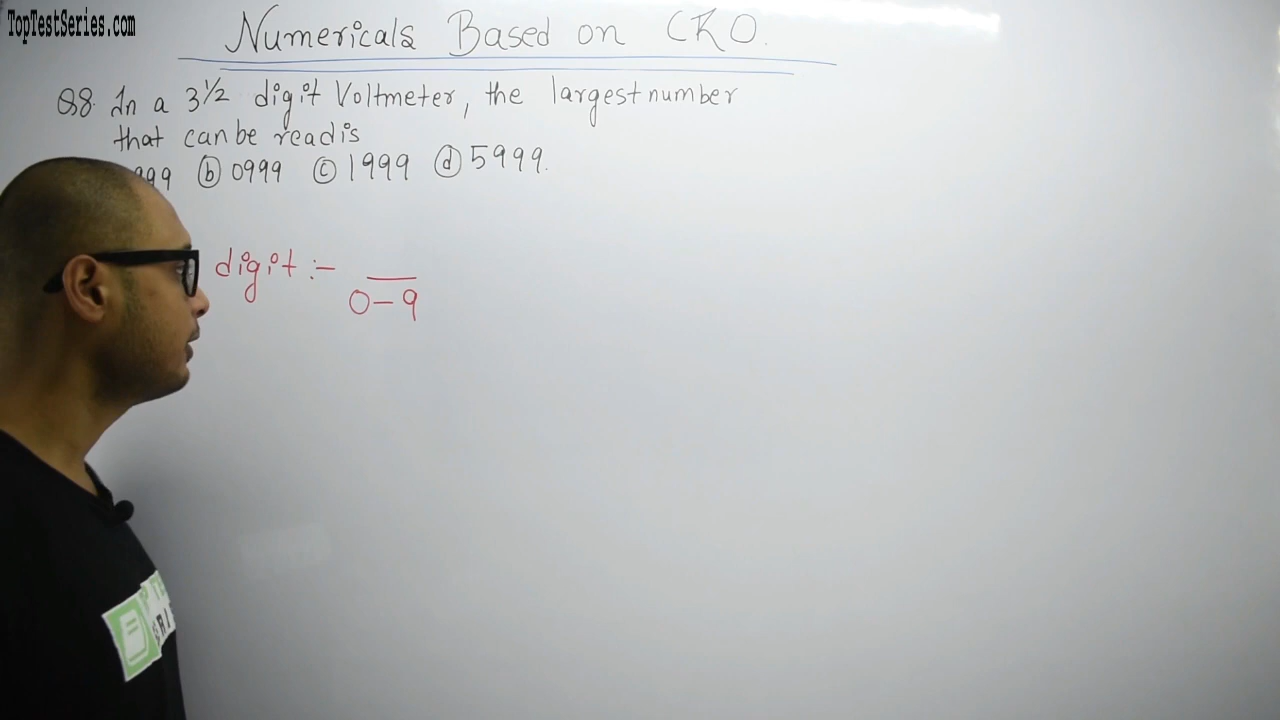 TopTestSeries.com
Numericals Based on CRO.
Q8. In a 3½ digit Voltmeter, the largest number
that can be read is
999 ⓑ 0999 ⓒ 1999 ⓓ 5999.
digit :-
0-9